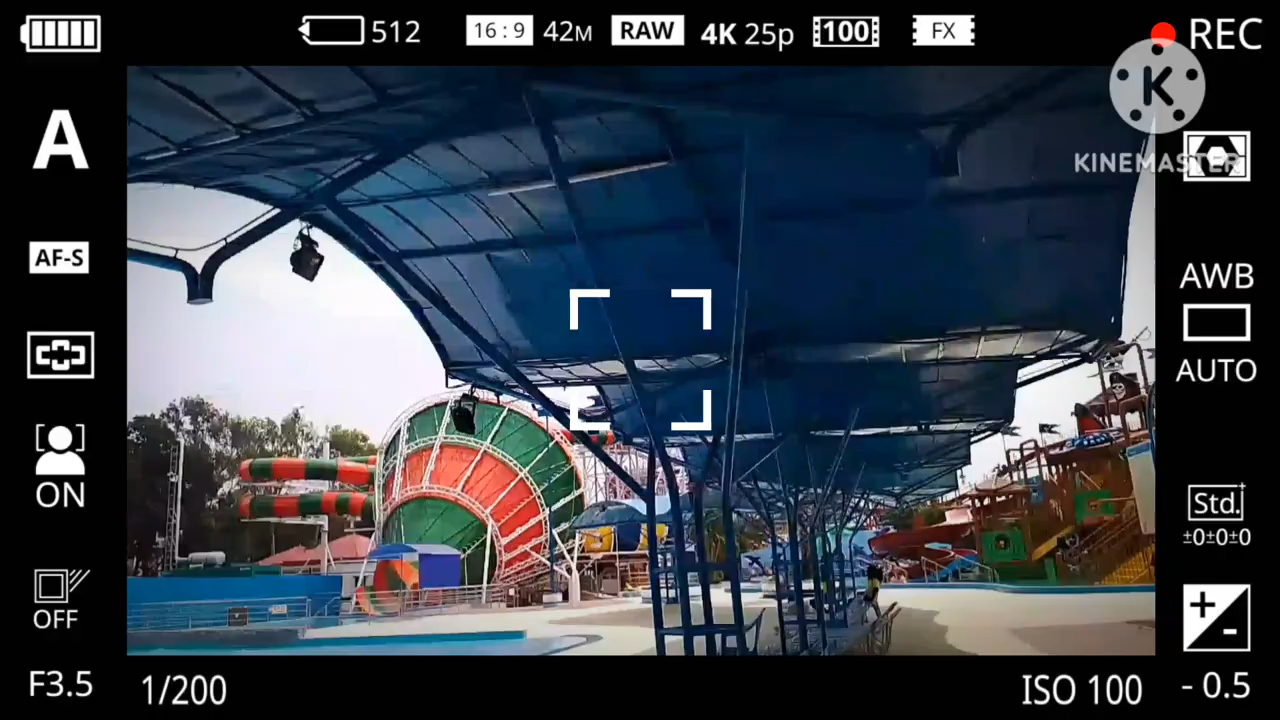 512 16:9 42M RAW 4K 25p 100 FX REC
K
KINEMASTER
A
AF-S
ON
OFF
F3.5
1/200
AWB
AUTO
Std.+
±0±0±0
ISO 100
- 0.5